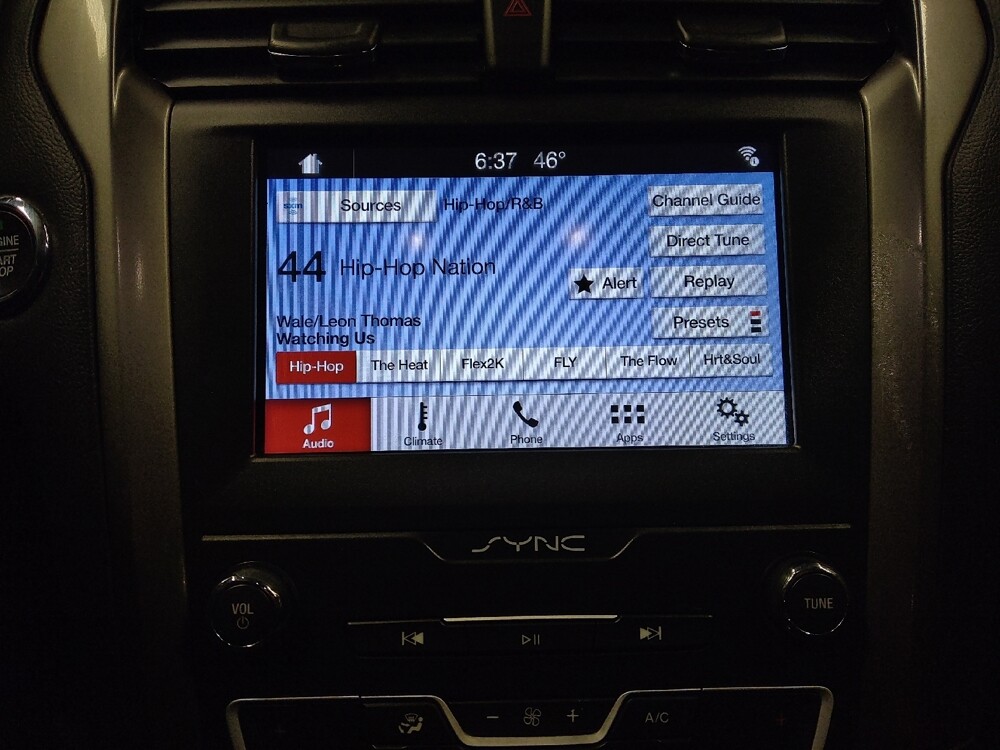 6:37 46°
sxm Sources Hip-Hop/R&B Channel Guide
Direct Tune
44 Hip-Hop Nation
Alert Replay
Wale/Leon Thomas Presets
Watching Us
Hip-Hop The Heat Flex2K FLY The Flow Hrt&Soul
Audio Climate Phone Apps Settings
SYNC
VOL
TUNE
A/C